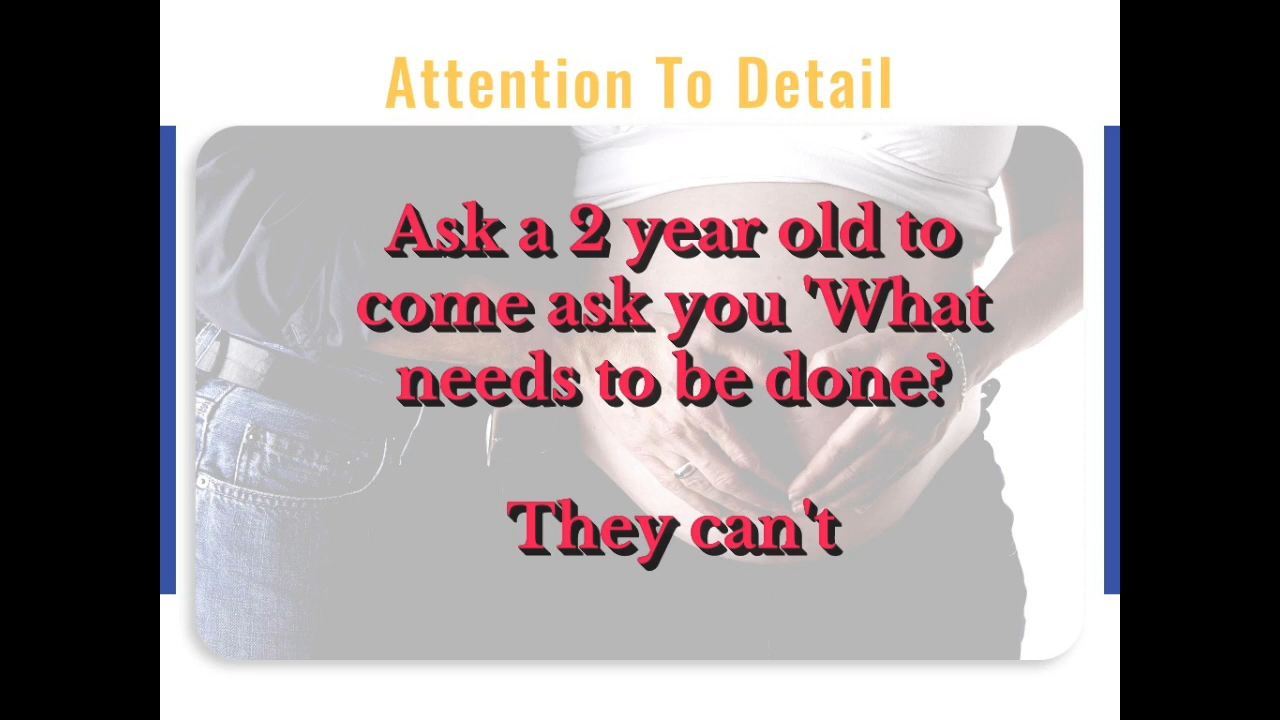 Attention To Detail
Ask a 2 year old to
come ask you 'What
needs to be done?
They can't